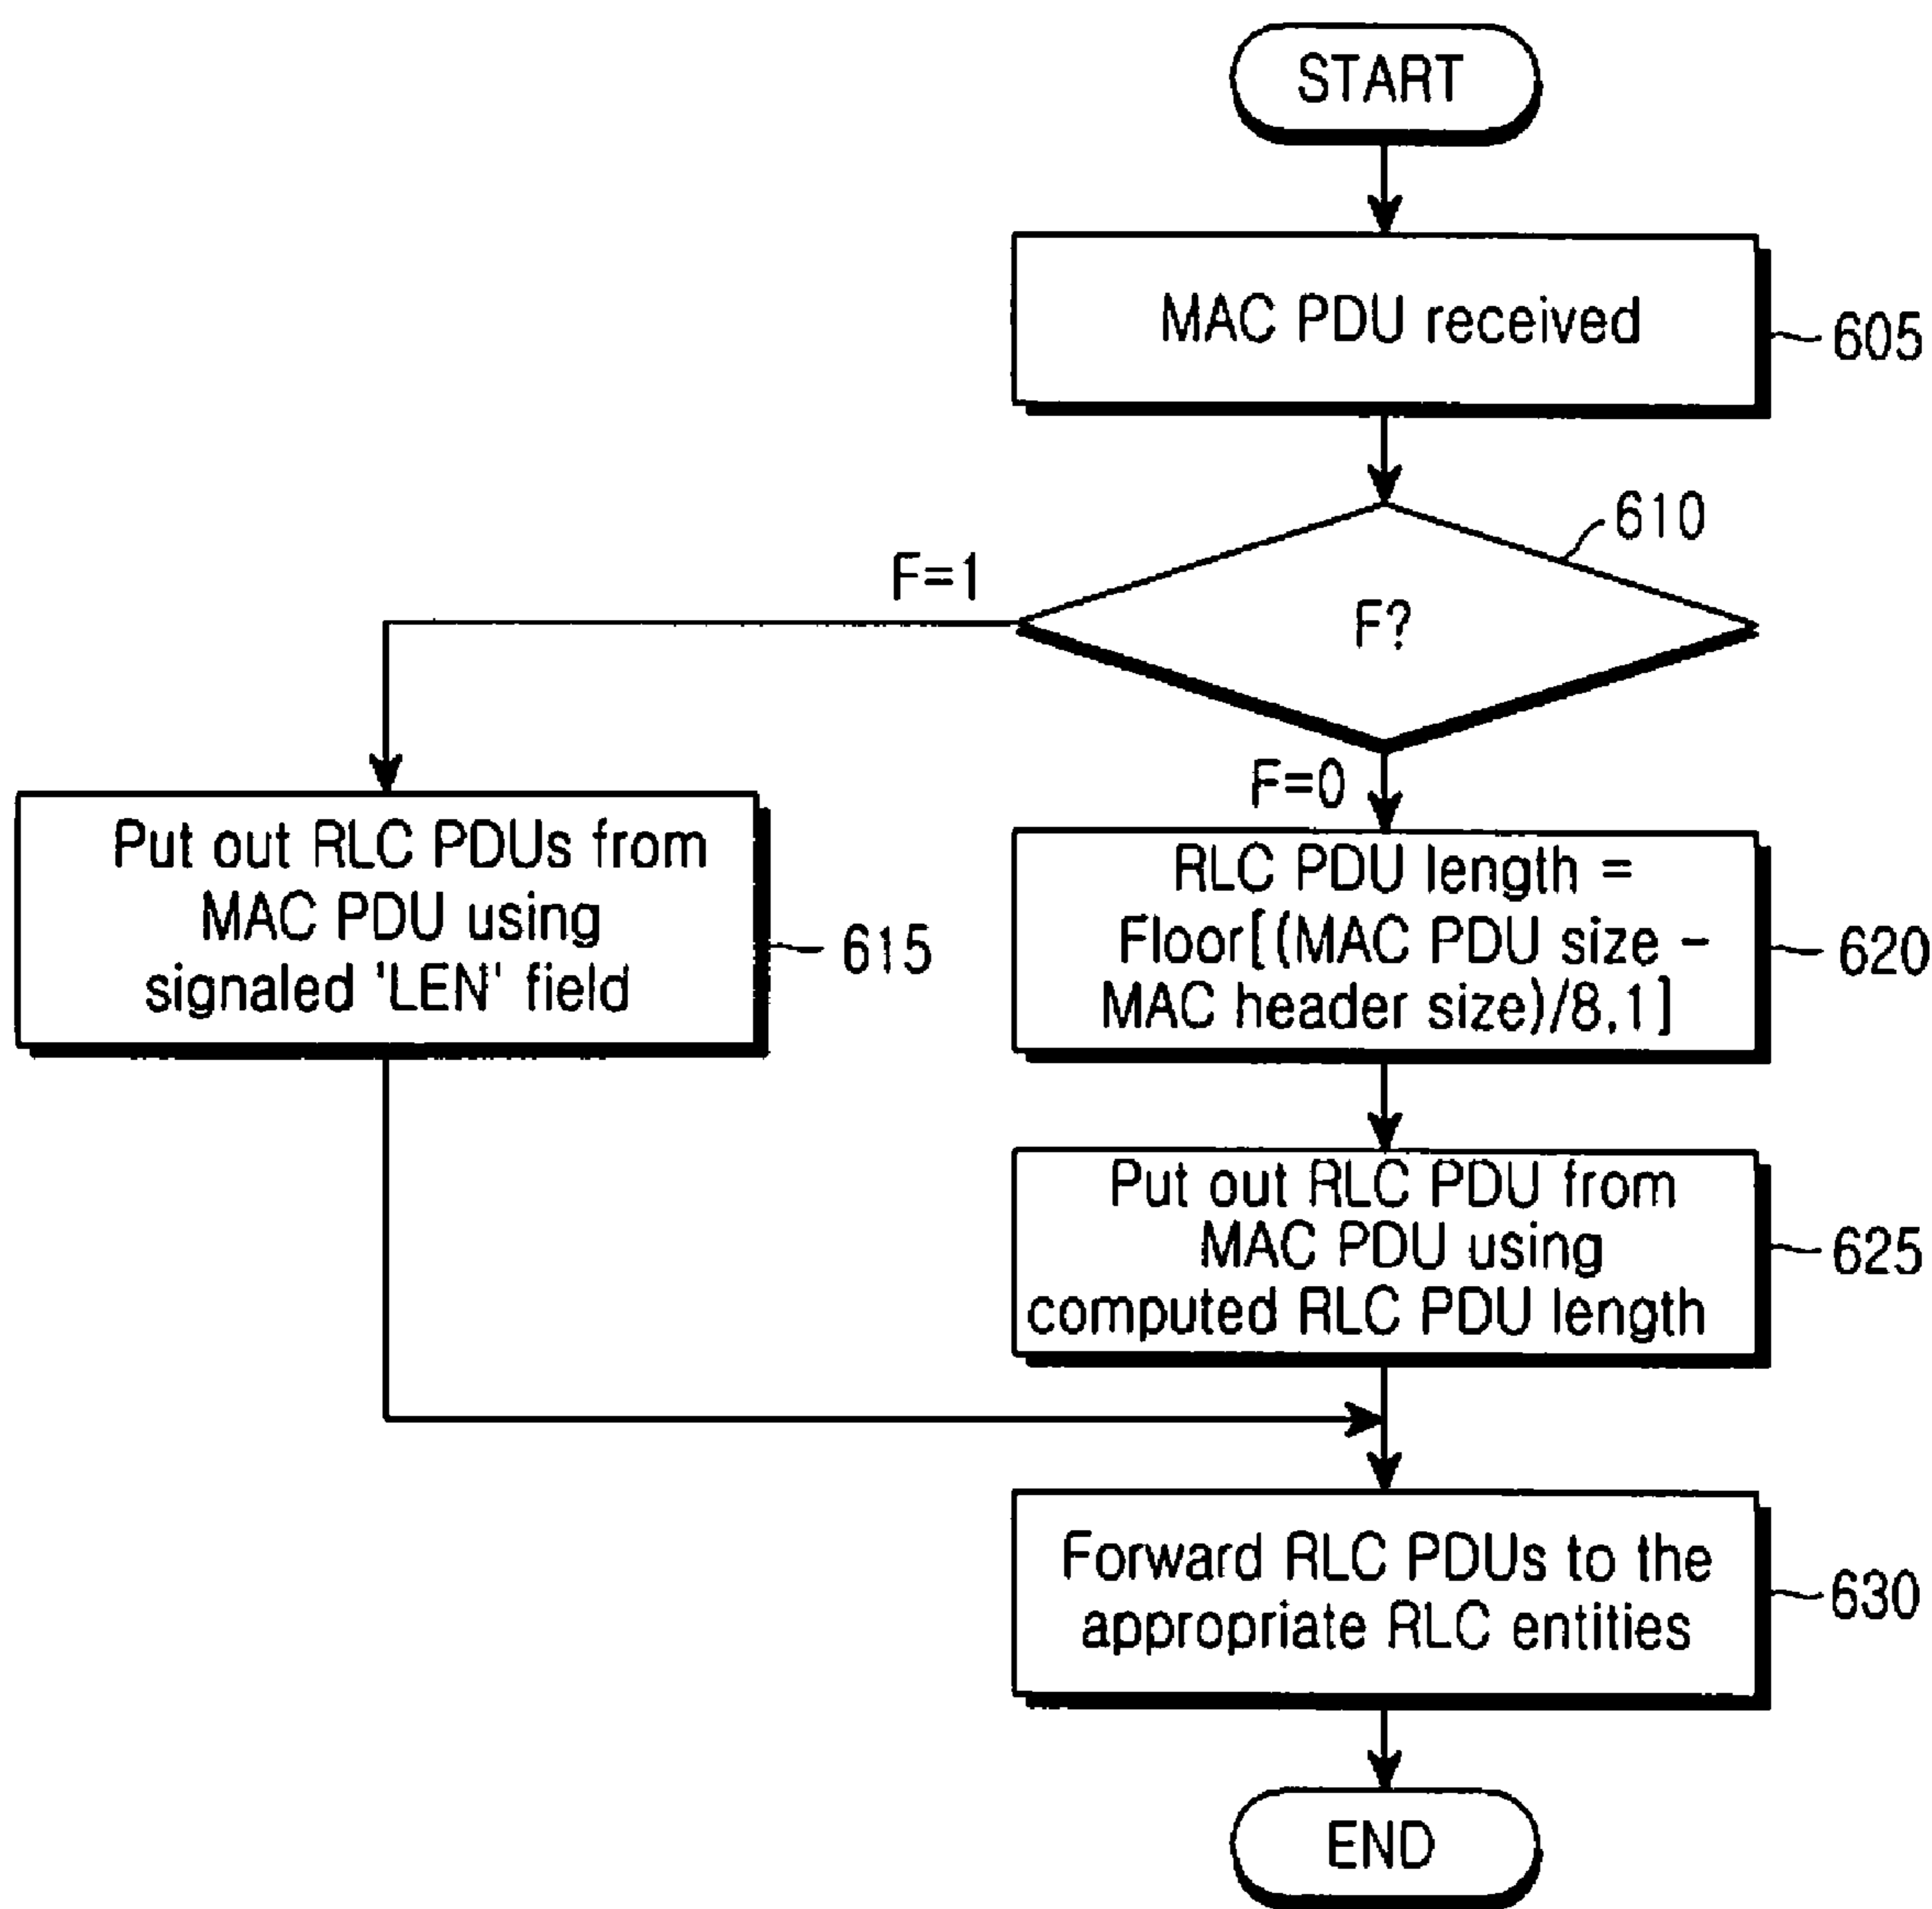 START
MAC PDU received
605
610
F?
F=1
F=0
Put out RLC PDUs from
MAC PDU using
signaled 'LEN' field
615
RLC PDU length =
Floor[(MAC PDU size -
MAC header size)/8,1]
620
Put out RLC PDU from
MAC PDU using
computed RLC PDU length
625
Forward RLC PDUs to the
appropriate RLC entities
630
END